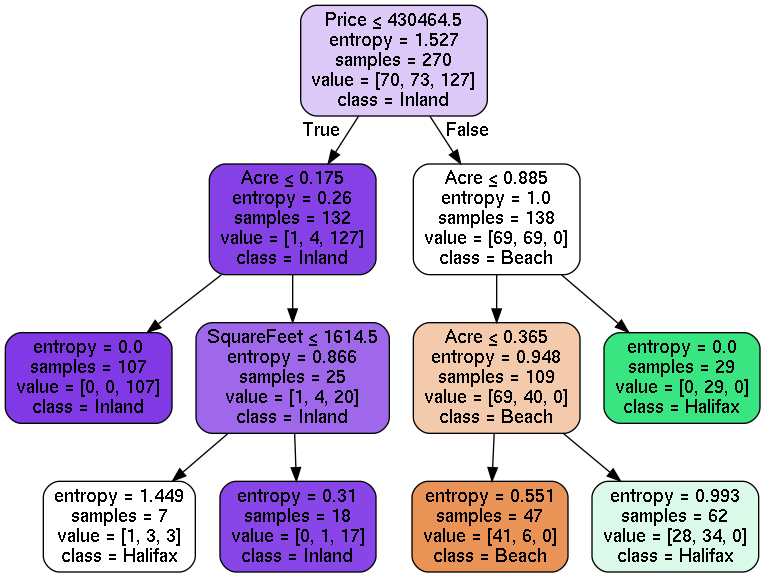 Price ≤ 430464.5
entropy = 1.527
samples = 270
value = [70, 73, 127]
class = Inland
True
False
Acre ≤ 0.175
entropy = 0.26
samples = 132
value = [1, 4, 127]
class = Inland
Acre ≤ 0.885
entropy = 1.0
samples = 138
value = [69, 69, 0]
class = Beach
entropy = 0.0
samples = 107
value = [0, 0, 107]
class = Inland
SquareFeet ≤ 1614.5
entropy = 0.866
samples = 25
value = [1, 4, 20]
class = Inland
Acre ≤ 0.365
entropy = 0.948
samples = 109
value = [69, 40, 0]
class = Beach
entropy = 0.0
samples = 29
value = [0, 29, 0]
class = Halifax
entropy = 1.449
samples = 7
value = [1, 3, 3]
class = Halifax
entropy = 0.31
samples = 18
value = [0, 1, 17]
class = Inland
entropy = 0.551
samples = 47
value = [41, 6, 0]
class = Beach
entropy = 0.993
samples = 62
value = [28, 34, 0]
class = Halifax